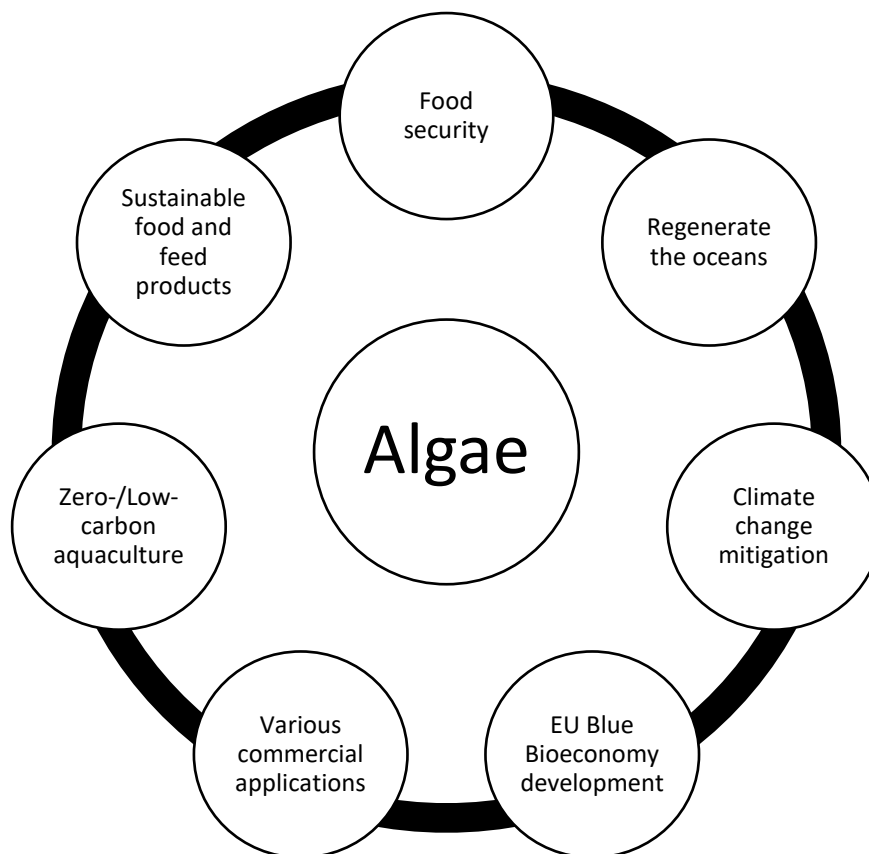 Food
security
Regenerate
the oceans
Climate
change
mitigation
EU Blue
Bioeconomy
development
Various
commercial
applications
Zero-/Low-
carbon
aquaculture
Sustainable
food and
feed
products
Algae